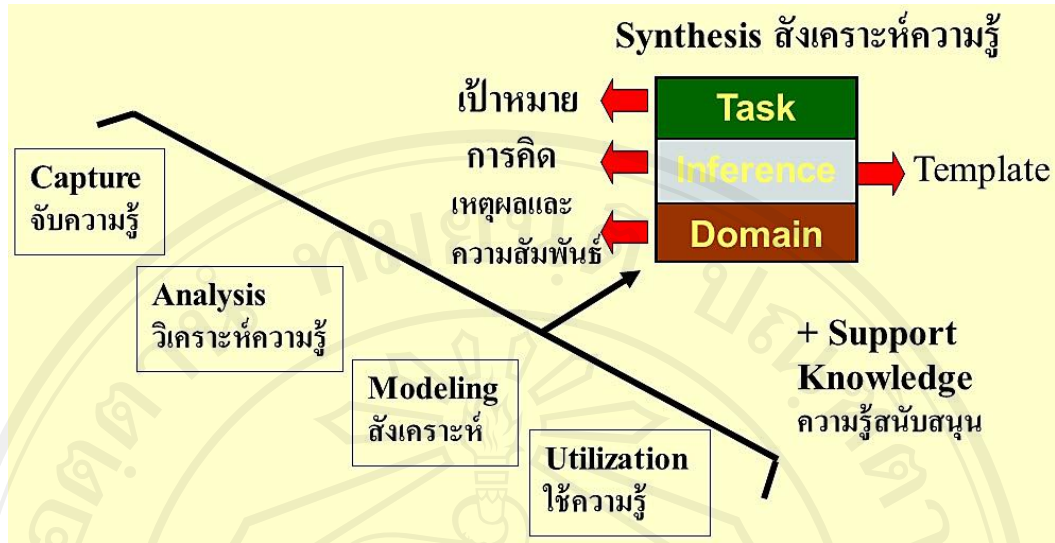 Synthesis สังเคราะห์ความรู้
เป้าหมาย
Task
การคิด
Inference
Template
เหตุผลและ
ความสัมพันธ์
Domain
Capture
จับความรู้
Analysis
วิเคราะห์ความรู้
Modeling
สังเคราะห์
Utilization
ใช้ความรู้
+ Support
Knowledge
ความรู้สนับสนุน